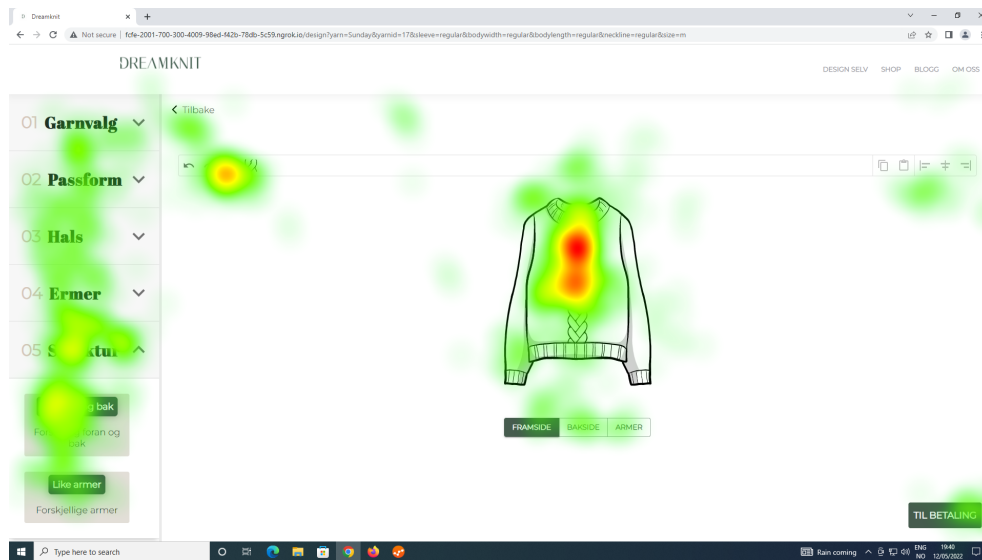 Dreamknit
Not secure | fcfe-2001-700-300-4009-98ed-f42b-78db-5c59.ngrok.io/design?yarn=Sunday&yarnid=17&sleeve=regular&bodywidth=regular&bodylength=regular&neckline=regular&size=m
DREAMKNIT
DESIGN SELV SHOP BLOGG OM OSS
Tilbake
01 Garnvalg
02 Passform
03 Hals
04 Ermer
05
g bak
foran og
bak
Like armer
Forskjellige armer
FRAMSIDE BAKSIDE ARMER
TIL BETALING
Type here to search
Rain coming
ENG
NO
19:40
12/05/2022